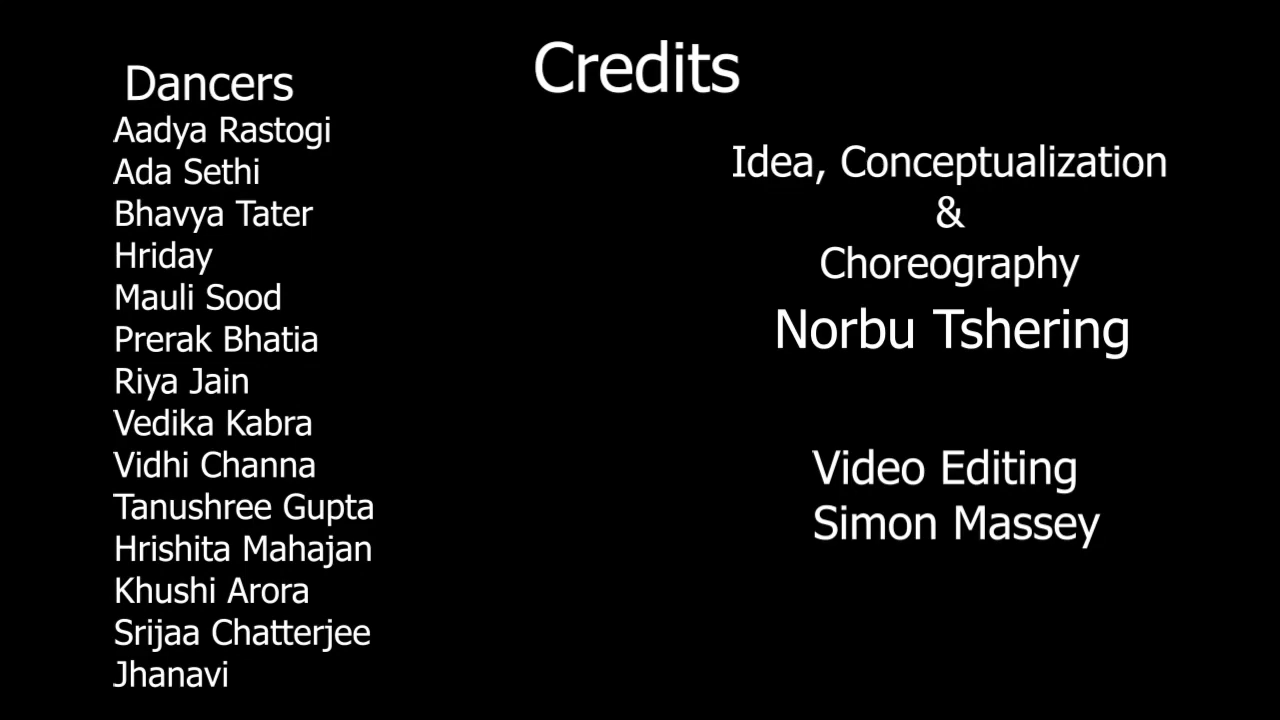 Credits
Dancers
Aadya Rastogi
Ada Sethi
Bhavya Tater
Hriday
Mauli Sood
Prerak Bhatia
Riya Jain
Vedika Kabra
Vidhi Channa
Tanushree Gupta
Hrishita Mahajan
Khushi Arora
Srijaa Chatterjee
Jhanavi
Idea, Conceptualization
&
Choreography
Norbu Tshering
Video Editing
Simon Massey